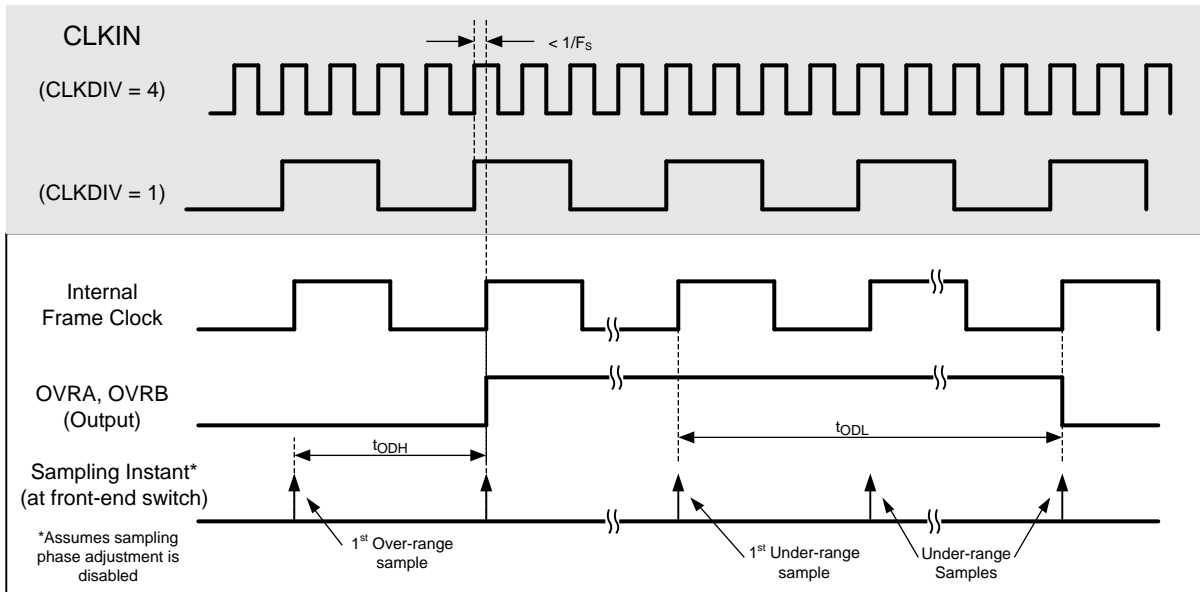 CLKIN
< 1/FS
(CLKDIV = 4)
(CLKDIV = 1)
Internal
Frame Clock
OVRA, OVRB
(Output)
tODH
tODL
Sampling Instant*
(at front-end switch)
*Assumes sampling
phase adjustment is
disabled
1st Over-range
sample
1st Under-range
sample
Under-range
Samples